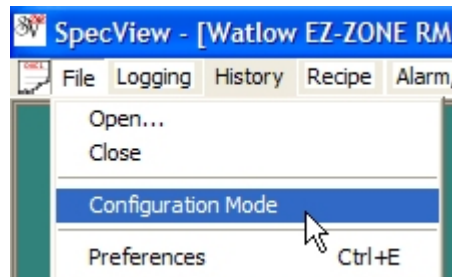 SpecView - [Watlow EZ-ZONE RM
File Logging History Recipe Alarm,
Open...
Close
Configuration Mode
Preferences Ctrl+E